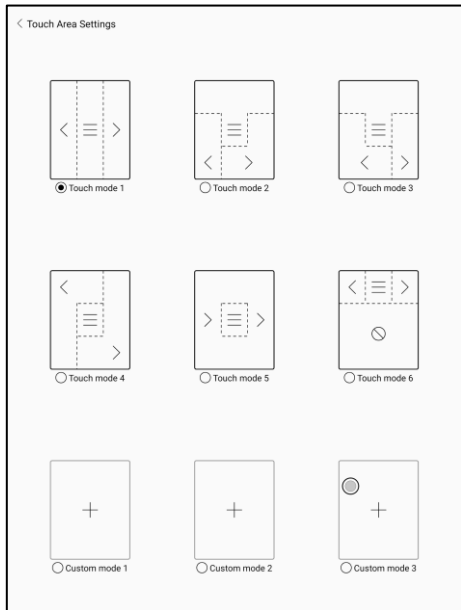 Touch Area Settings
Touch mode 1 Touch mode 2 Touch mode 3
Touch mode 4 Touch mode 5 Touch mode 6
Custom mode 1 Custom mode 2 Custom mode 3